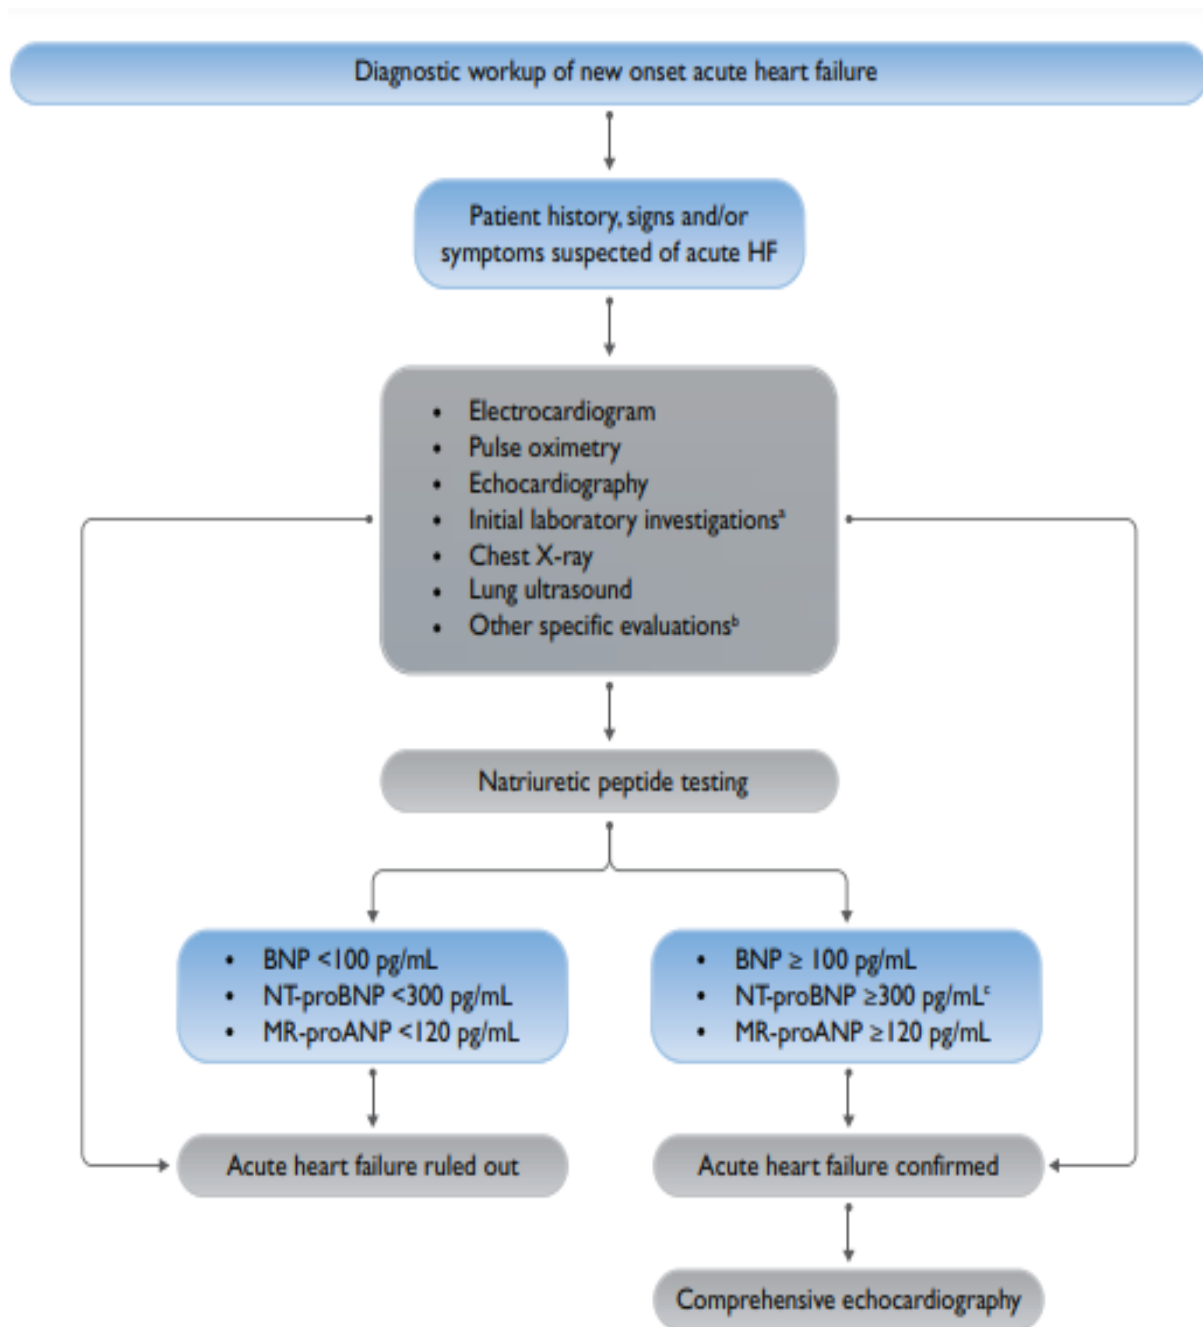 Diagnostic workup of new onset acute heart failure
Patient history, signs and/or
symptoms suspected of acute HF
• Electrocardiogram
• Pulse oximetry
• Echocardiography
• Initial laboratory investigationsᵃ
• Chest X-ray
• Lung ultrasound
• Other specific evaluationsᵇ
Natriuretic peptide testing
• BNP <100 pg/mL
• NT-proBNP <300 pg/mL
• MR-proANP <120 pg/mL
• BNP ≥ 100 pg/mL
• NT-proBNP ≥300 pg/mLᶜ
• MR-proANP ≥120 pg/mL
Acute heart failure ruled out
Acute heart failure confirmed
Comprehensive echocardiography